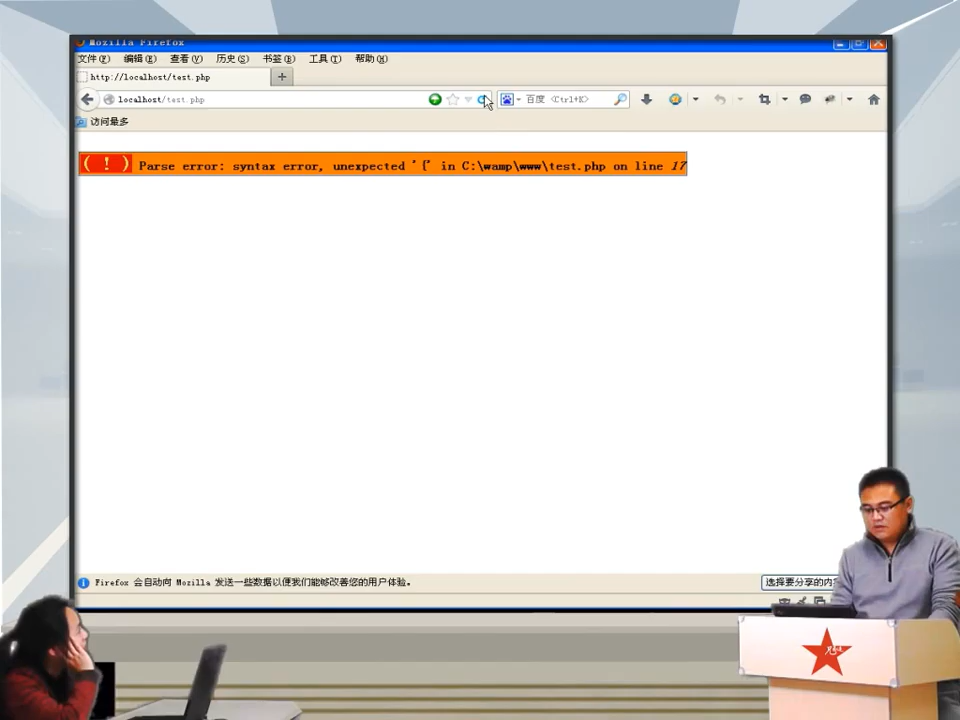 Mozilla Firefox
文件(F) 编辑(E) 查看(V) 历史(S) 书签(B) 工具(T) 帮助(H)
http://localhost/test.php
localhost/test.php 百度 <Ctrl+K>
访问最多
( ! ) Parse error: syntax error, unexpected '{' in C:\wamp\www\test.php on line 17
Firefox 会自动向 Mozilla 发送一些数据以便我们能够改善您的用户体验。 选择要分享的内